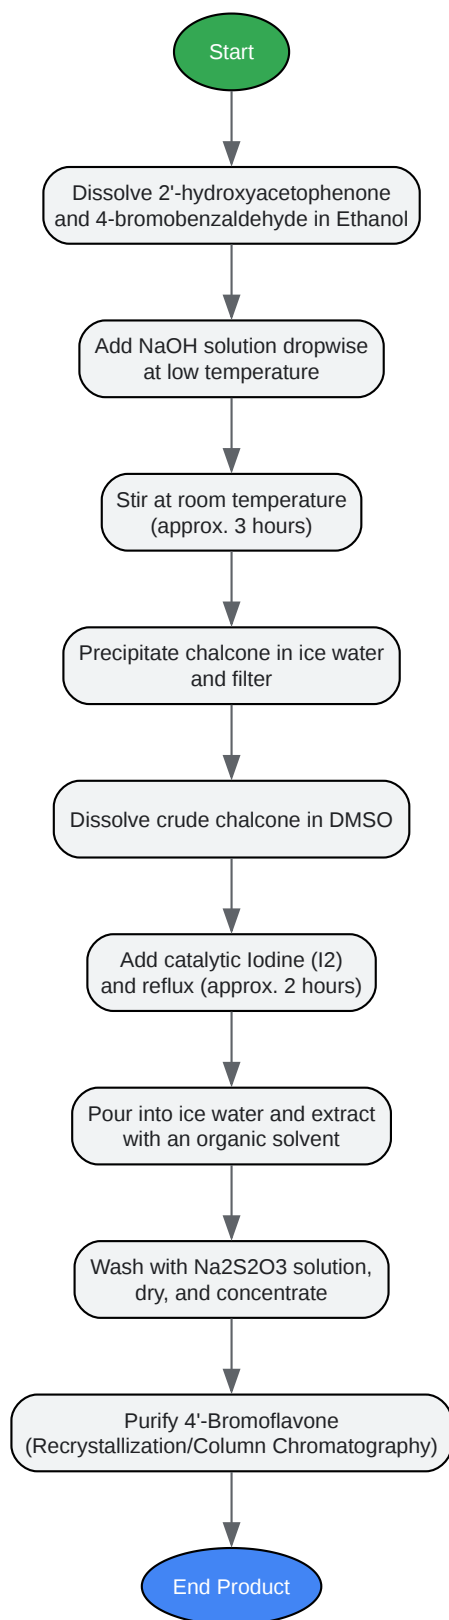 Start
Dissolve 2'-hydroxyacetophenone
and 4-bromobenzaldehyde in Ethanol
Add NaOH solution dropwise
at low temperature
Stir at room temperature
(approx. 3 hours)
Precipitate chalcone in ice water
and filter
Dissolve crude chalcone in DMSO
Add catalytic Iodine (I2)
and reflux (approx. 2 hours)
Pour into ice water and extract
with an organic solvent
Wash with Na2S2O3 solution,
dry, and concentrate
Purify 4'-Bromoflavone
(Recrystallization/Column Chromatography)
End Product